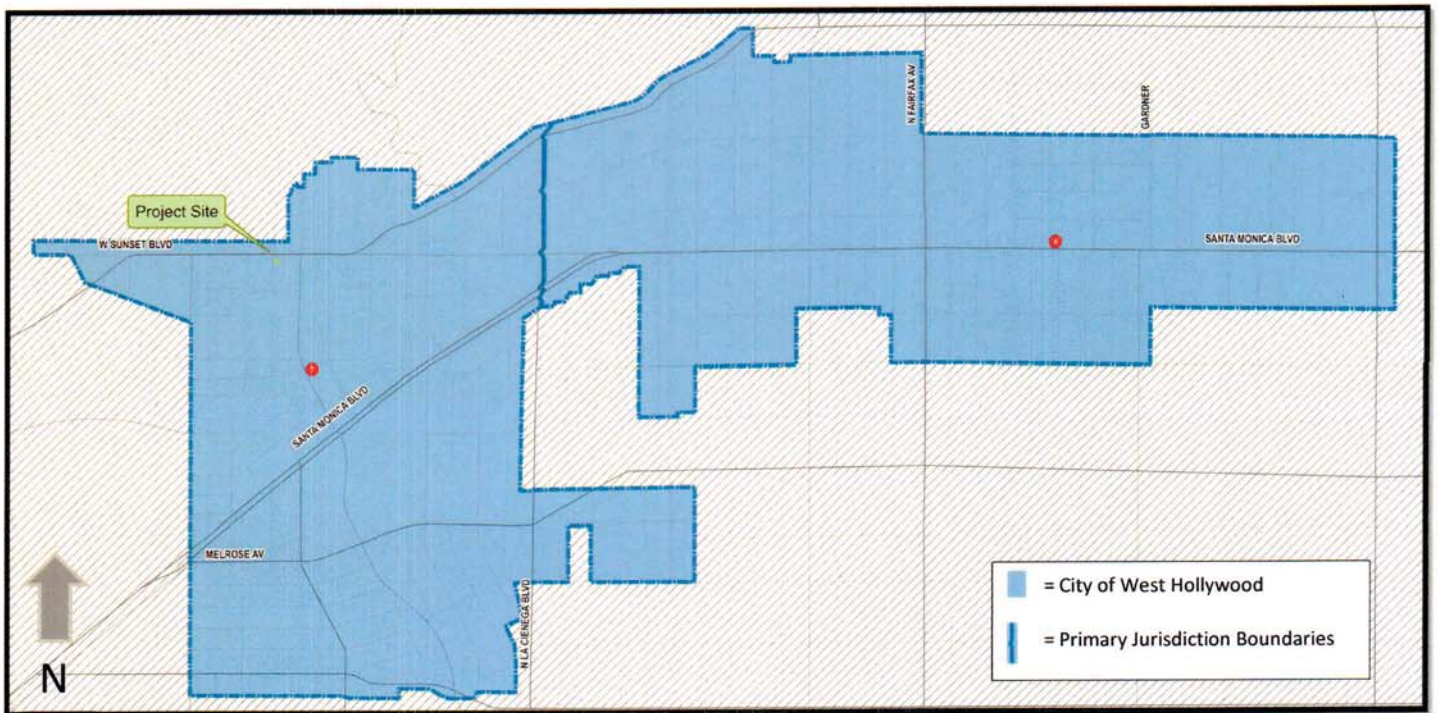 N FAIRFAX AV
GARDNER
Project Site
W SUNSET BLVD
SANTA MONICA BLVD
SANTA MONICA BLVD
MELROSE AV
N LA CIENEGA BLVD
= City of West Hollywood
= Primary Jurisdiction Boundaries
N